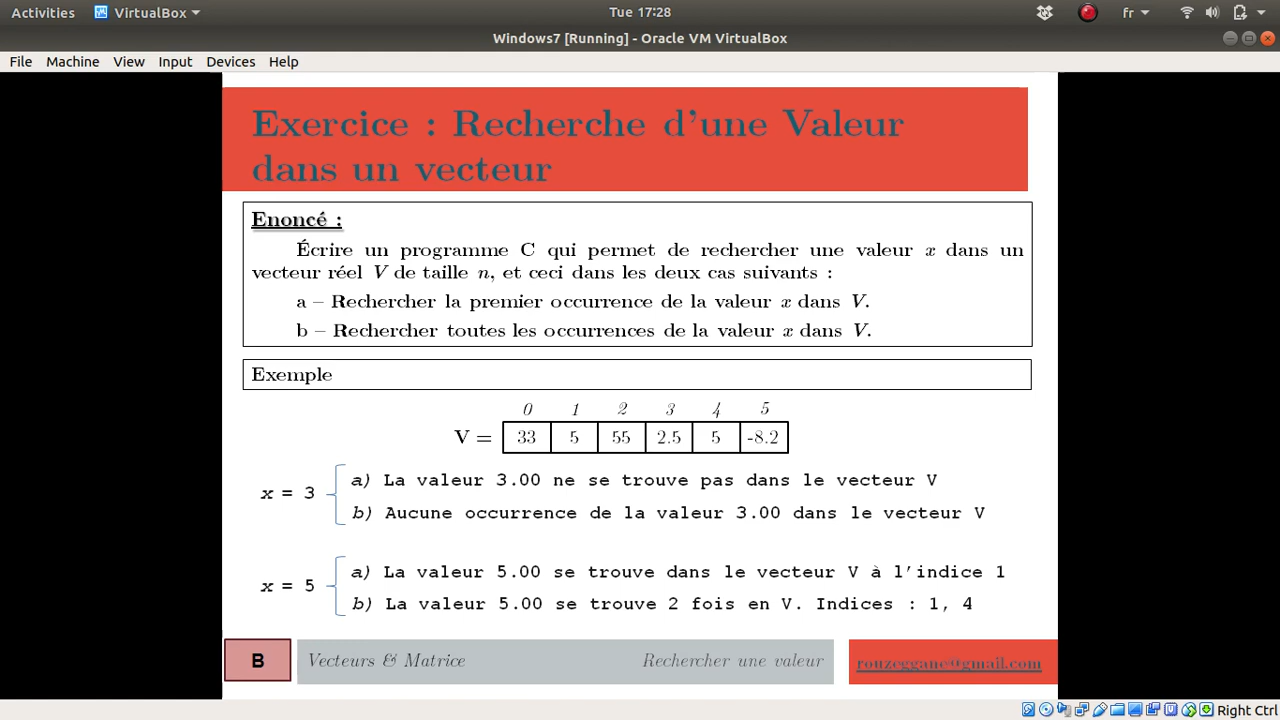 Activities VirtualBox Tue 17:28 fr
Windows7 [Running] - Oracle VM VirtualBox
File Machine View Input Devices Help
Exercice : Recherche d'une Valeur
dans un vecteur
Enoncé :
Écrire un programme C qui permet de rechercher une valeur x dans un
vecteur réel V de taille n, et ceci dans les deux cas suivants :
a – Rechercher la premier occurrence de la valeur x dans V.
b – Rechercher toutes les occurrences de la valeur x dans V.
Exemple
0 1 2 3 4 5
V = 33 5 55 2.5 5 -8.2
x = 3
a) La valeur 3.00 ne se trouve pas dans le vecteur V
b) Aucune occurrence de la valeur 3.00 dans le vecteur V
x = 5
a) La valeur 5.00 se trouve dans le vecteur V à l'indice 1
b) La valeur 5.00 se trouve 2 fois en V. Indices : 1, 4
B Vecteurs & Matrice Rechercher une valeur rouzeggane@gmail.com
Right Ctrl